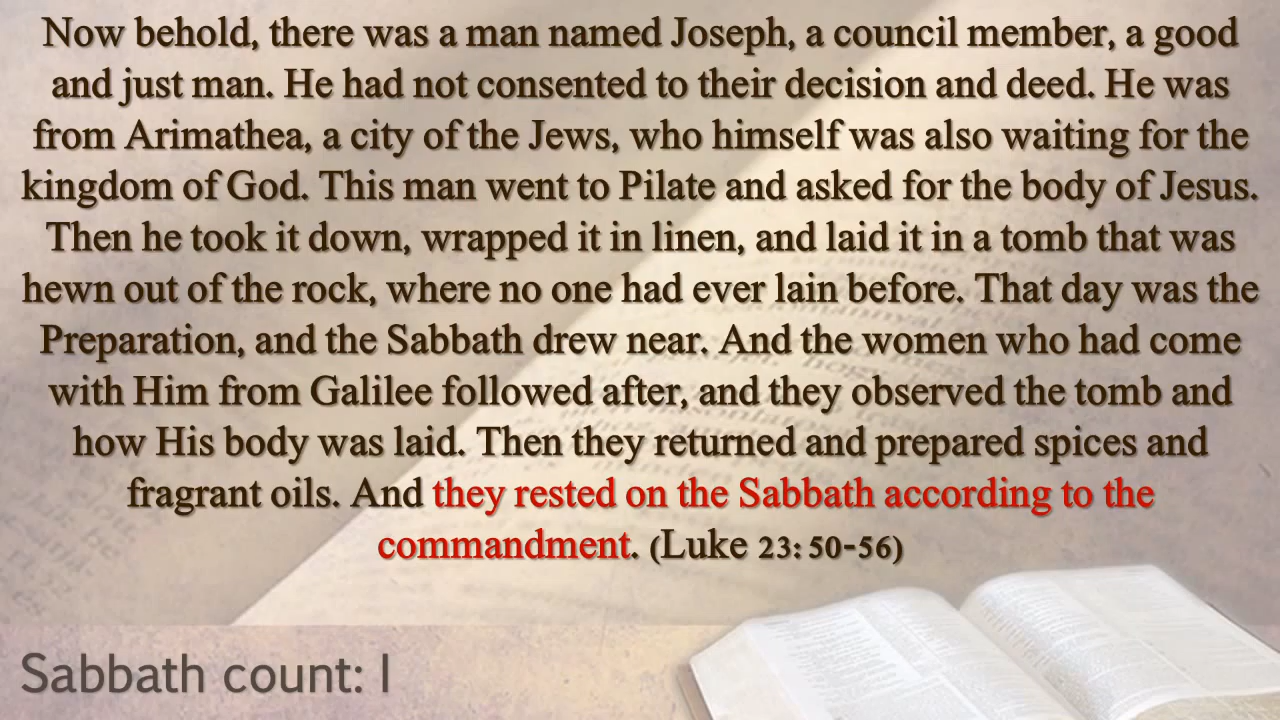 Now behold, there was a man named Joseph, a council member, a good
and just man. He had not consented to their decision and deed. He was
from Arimathea, a city of the Jews, who himself was also waiting for the
kingdom of God. This man went to Pilate and asked for the body of Jesus.
Then he took it down, wrapped it in linen, and laid it in a tomb that was
hewn out of the rock, where no one had ever lain before. That day was the
Preparation, and the Sabbath drew near. And the women who had come
with Him from Galilee followed after, and they observed the tomb and
how His body was laid. Then they returned and prepared spices and
fragrant oils. And they rested on the Sabbath according to the
commandment. (Luke 23: 50-56)
Sabbath count: 1